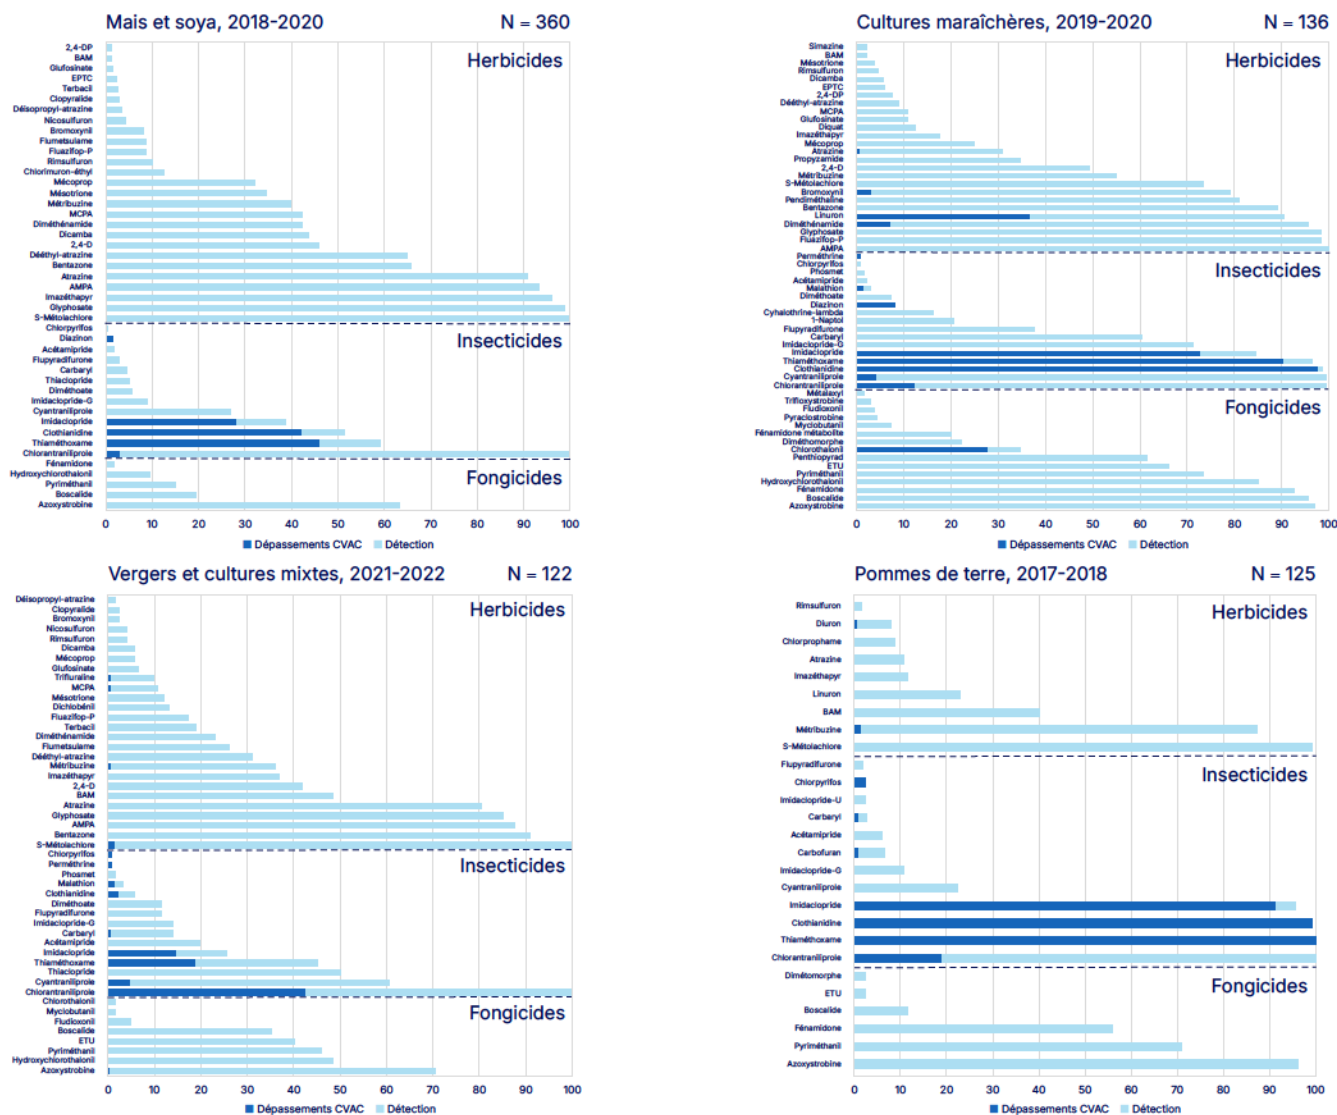 Mais et soya, 2018-2020 N = 360
Herbicides
2,4-DP
BAM
Glufosinate
EPTC
Terbacil
Clopyralide
Déisopropyl-atrazine
Nicosulfuron
Bromoxynil
Flumetsulame
Fluazifop-P
Rimsulfuron
Chlorimuron-éthyl
Mécoprop
Mésotrione
Métribuzine
MCPA
Diméthénamide
Dicamba
2,4-D
Dééthyl-atrazine
Bentazone
Atrazine
AMPA
Imazéthapyr
Glyphosate
S-Métolachlore
Insecticides
Chlorpyrifos
Diazinon
Acétamipride
Flupyradifurone
Carbaryl
Thiaclopride
Diméthoate
Imidaclopride-G
Cyantraniliprole
Imidaclopride
Clothianidine
Thiaméthoxame
Chlorantraniliprole
Fongicides
Fénamidone
Hydroxychlorothalonil
Pyriméthanil
Boscalide
Azoxystrobine
0 10 20 30 40 50 60 70 80 90 100
Dépassements CVAC Détection
Cultures maraîchères, 2019-2020 N = 136
Herbicides
Simazine
BAM
Mésotrione
Rimsulfuron
Dicamba
EPTC
2,4-DP
Dééthyl-atrazine
MCPA
Glufosinate
Diquat
Imazéthapyr
Mécoprop
Atrazine
Propyzamide
2,4-D
Métribuzine
S-Métolachlore
Bromoxynil
Pendiméthaline
Bentazone
Linuron
Diméthénamide
Glyphosate
Fluazifop-P
AMPA
Insecticides
Perméthrine
Chlorpyrifos
Phosmet
Acétamipride
Malathion
Diméthoate
Diazinon
Cyhalothrine-lambda
1-Naptol
Flupyradifurone
Carbaryl
Imidaclopride-G
Imidaclopride
Thiaméthoxame
Clothianidine
Cyantraniliprole
Chlorantraniliprole
Fongicides
Métalaxyl
Trifloxystrobine
Fludioxonil
Pyraclostrobine
Myclobutanil
Fénamidone métabolite
Diméthomorphe
Chlorothalonil
Penthiopyrad
ETU
Pyriméthanil
Hydroxychlorothalonil
Fénamidone
Boscalide
Azoxystrobine
0 10 20 30 40 50 60 70 80 90 100
Dépassements CVAC Détection
Vergers et cultures mixtes, 2021-2022 N = 122
Herbicides
Déisopropyl-atrazine
Clopyralide
Bromoxynil
Nicosulfuron
Rimsulfuron
Dicamba
Mécoprop
Glufosinate
Trifluraline
MCPA
Mésotrione
Dichlobénil
Fluazifop-P
Terbacil
Diméthénamide
Flumetsulame
Dééthyl-atrazine
Métribuzine
Imazéthapyr
2,4-D
BAM
Atrazine
Glyphosate
AMPA
Bentazone
S-Métolachlore
Insecticides
Chlorpyrifos
Perméthrine
Phosmet
Malathion
Clothianidine
Diméthoate
Flupyradifurone
Imidaclopride-G
Carbaryl
Acétamipride
Imidaclopride
Thiaméthoxame
Thiaclopride
Cyantraniliprole
Chlorantraniliprole
Fongicides
Chlorothalonil
Myclobutanil
Fludioxonil
Boscalide
ETU
Pyriméthanil
Hydroxychlorothalonil
Azoxystrobine
0 10 20 30 40 50 60 70 80 90 100
Dépassements CVAC Détection
Pommes de terre, 2017-2018 N = 125
Herbicides
Rimsulfuron
Diuron
Chlorprophame
Atrazine
Imazéthapyr
Linuron
BAM
Métribuzine
S-Métolachlore
Insecticides
Flupyradifurone
Chlorpyrifos
Imidaclopride-U
Carbaryl
Acétamipride
Carbofuran
Imidaclopride-G
Cyantraniliprole
Imidaclopride
Clothianidine
Thiaméthoxame
Chlorantraniliprole
Fongicides
Dimétomorphe
ETU
Boscalide
Fénamidone
Pyriméthanil
Azoxystrobine
0 10 20 30 40 50 60 70 80 90 100
Dépassements CVAC Détection